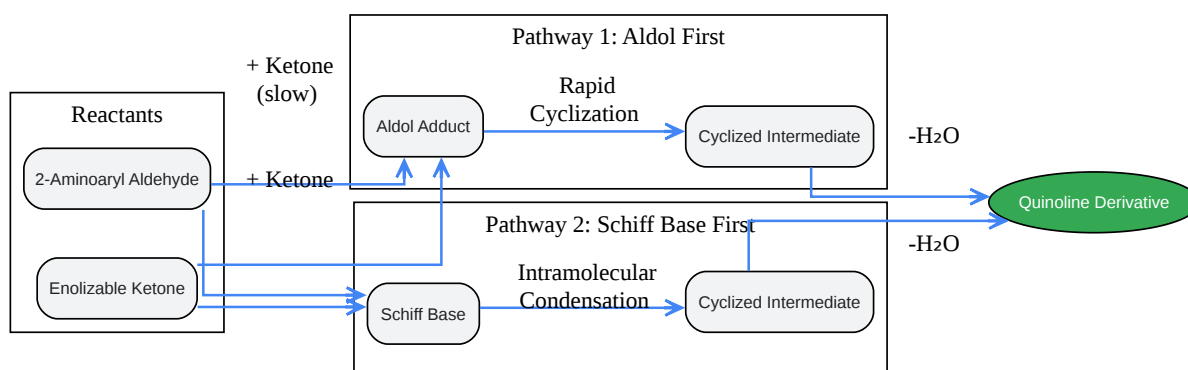 Pathway 1: Aldol First
+ Ketone
(slow)
Rapid
Cyclization
Reactants
Aldol Adduct
Cyclized Intermediate
-H₂O
2-Aminoaryl Aldehyde
+ Ketone
Quinoline Derivative
Pathway 2: Schiff Base First
-H₂O
Enolizable Ketone
Intramolecular
Condensation
Schiff Base
Cyclized Intermediate